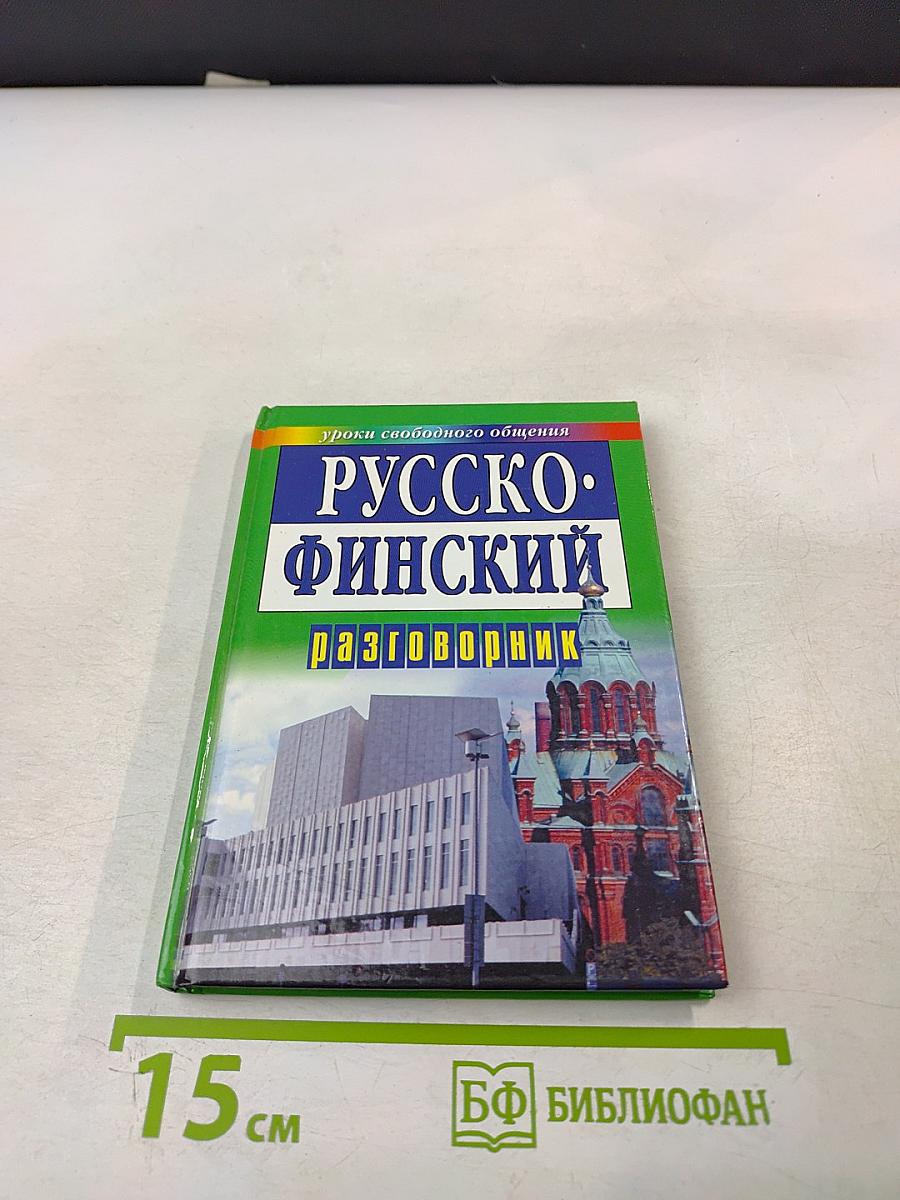 уроки свободного общения
РУССКО-
ФИНСКИЙ
разговорник
15 см
БФ БИБЛИОФАН